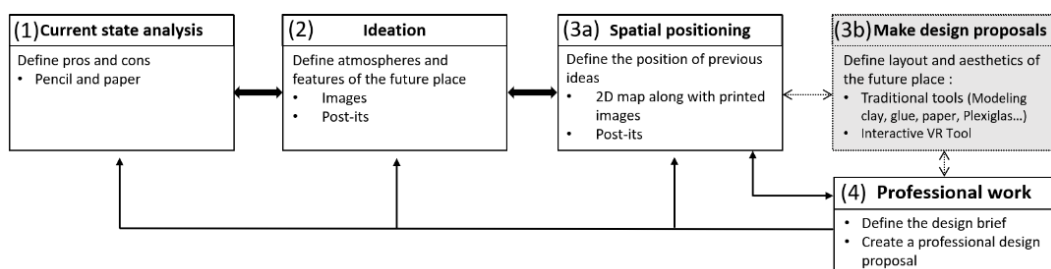 (1) Current state analysis
Define pros and cons
• Pencil and paper
(2) Ideation
Define atmospheres and
features of the future place
• Images
• Post-its
(3a) Spatial positioning
Define the position of previous
ideas
• 2D map along with printed
images
• Post-its
(3b) Make design proposals
Define layout and aesthetics of
the future place :
• Traditional tools (Modeling
clay, glue, paper, Plexiglas...)
• Interactive VR Tool
(4) Professional work
• Define the design brief
• Create a professional design
proposal